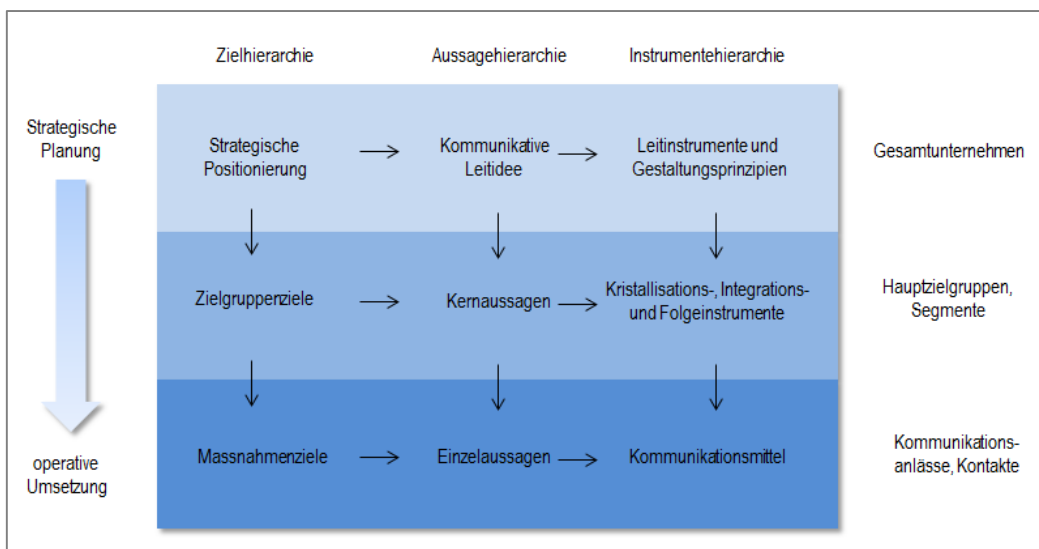 Zielhierarchie
Aussagehierarchie
Instrumentehierarchie
Strategische
Planung
Strategische
Positionierung
Kommunikative
Leitidee
Leitinstrumente und
Gestaltungsprinzipien
Gesamtunternehmen
Zielgruppenziele
Kernaussagen
Kristallisations-, Integrations-
und Folgeinstrumente
Hauptzielgruppen,
Segmente
operative
Umsetzung
Massnahmenziele
Einzelaussagen
Kommunikationsmittel
Kommunikations-
anlässe, Kontakte